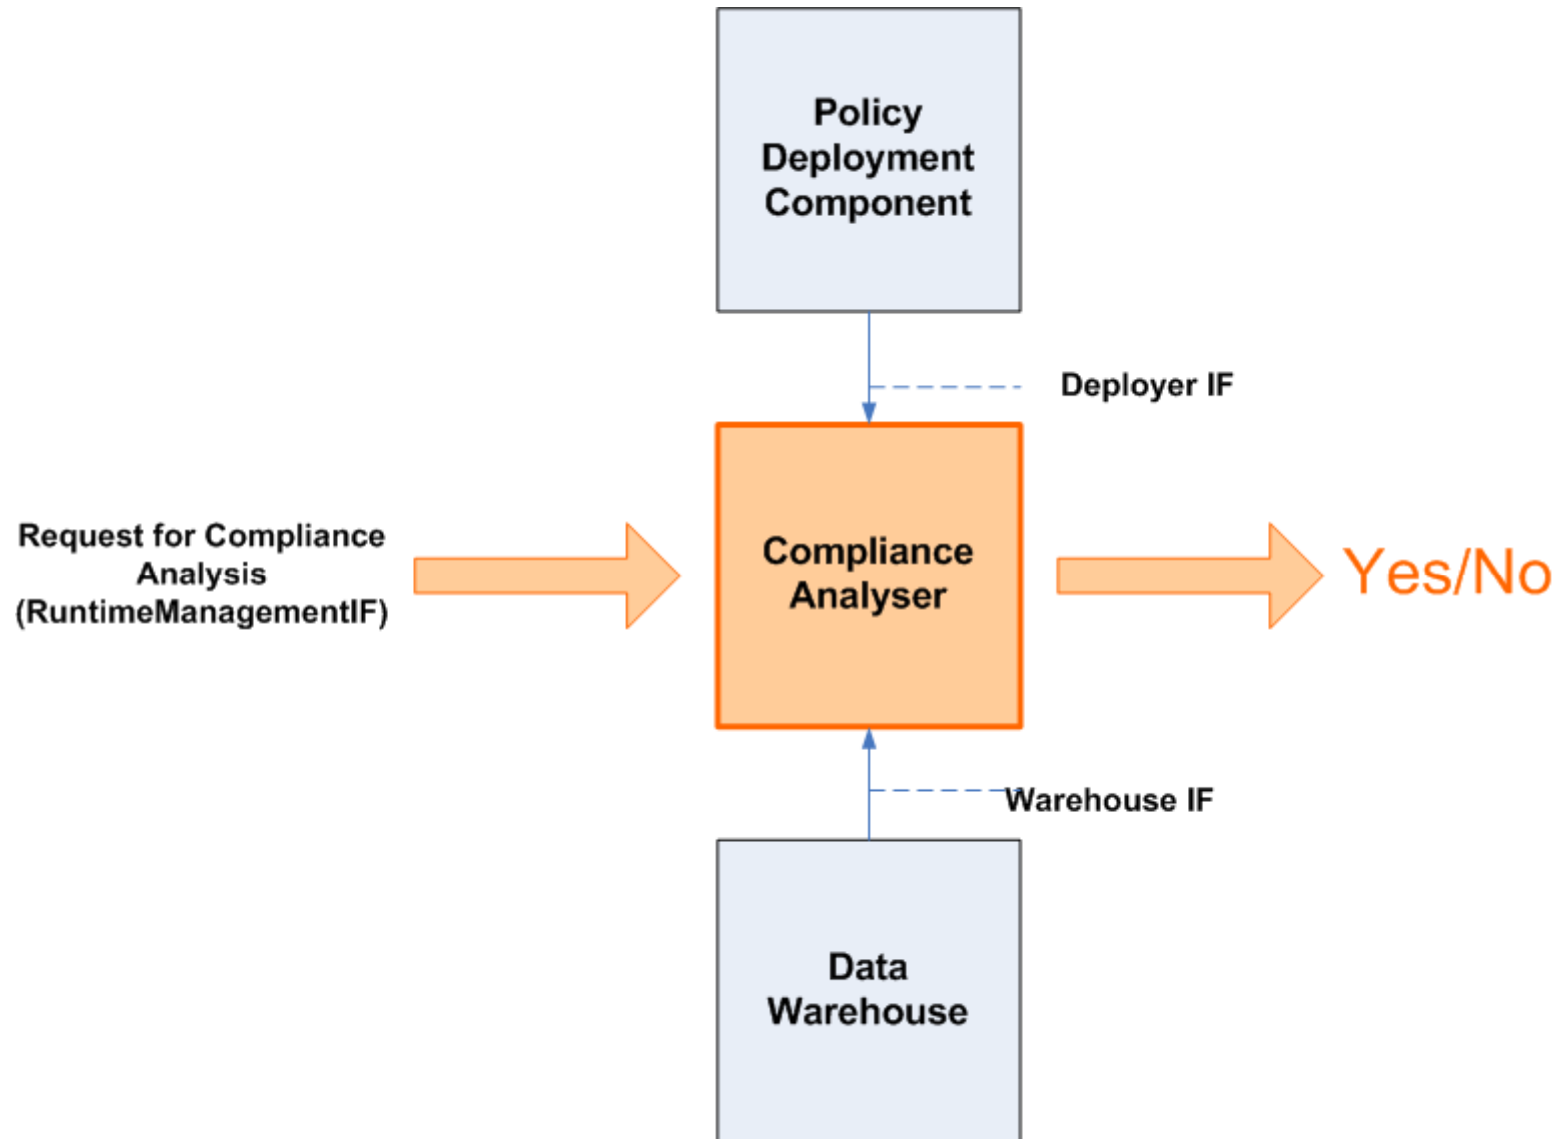 Policy
Deployment
Component
Deployer IF
Request for Compliance
Analysis
(RuntimeManagementIF)
Compliance
Analyser
Yes/No
Warehouse IF
Data
Warehouse